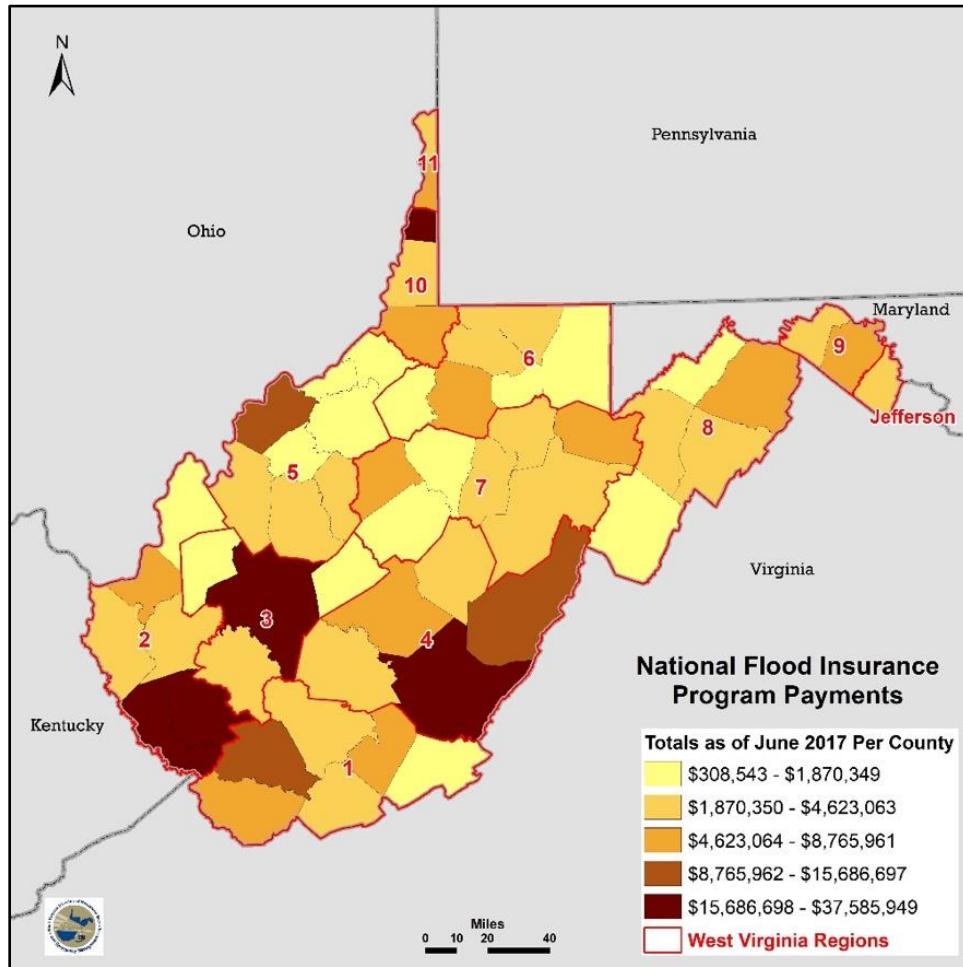 N
Pennsylvania
11
Ohio
10
Maryland
9
6
Jefferson
8
5
7
Virginia
3
4
2
National Flood Insurance
Program Payments
Kentucky
Totals as of June 2017 Per County
1
$308,543 - $1,870,349
$1,870,350 - $4,623,063
$4,623,064 - $8,765,961
$8,765,962 - $15,686,697
$15,686,698 - $37,585,949
West Virginia Regions
Miles
0 10 20 40